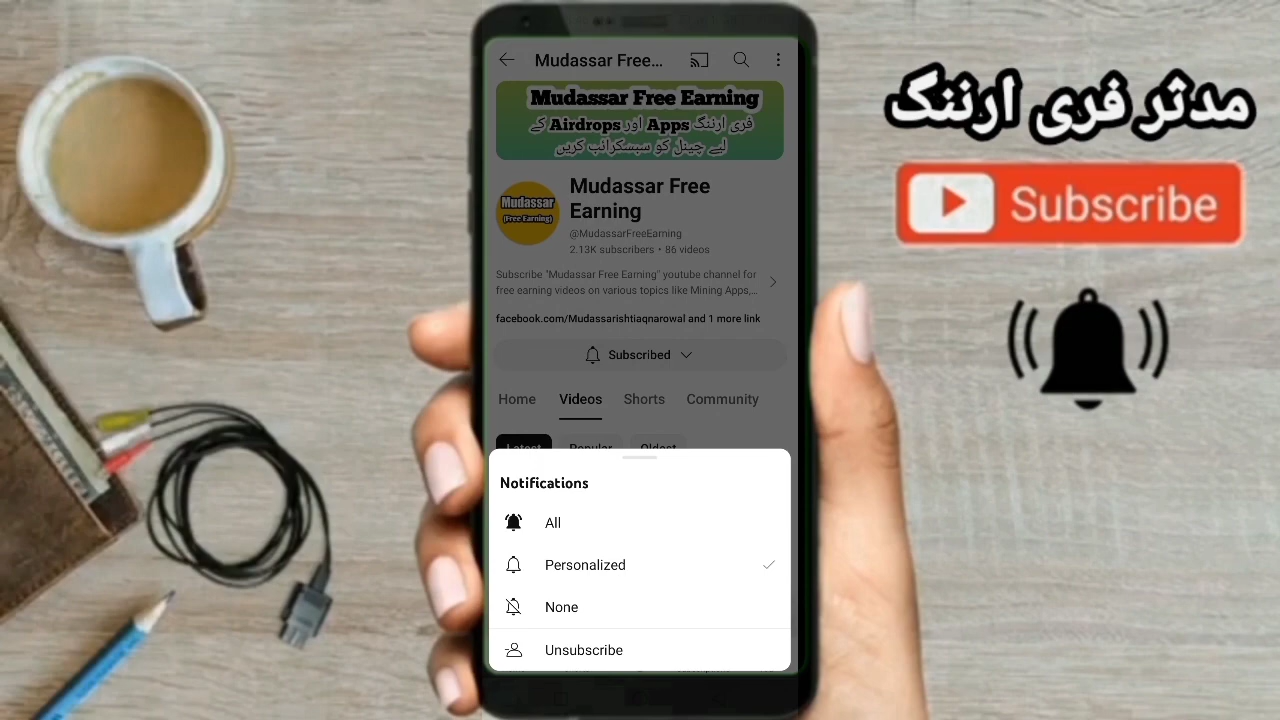 Mudassar Free...
Mudassar Free Earning
فری ارننگ Apps اور Airdrops کے
لیے چینل کو سبسکرائب کریں
Mudassar
(Free Earning)
Mudassar Free
Earning
@MudassarFreeEarning
2.13K subscribers • 86 videos
Subscribe "Mudassar Free Earning" youtube channel for
free earning videos on various topics like Mining Apps,...
facebook.com/Mudassarishtiaqnarowal and 1 more link
Subscribed
Home Videos Shorts Community
Latest Popular Oldest
Notifications
All
Personalized
None
Unsubscribe
مدثر فری ارننگ
Subscribe